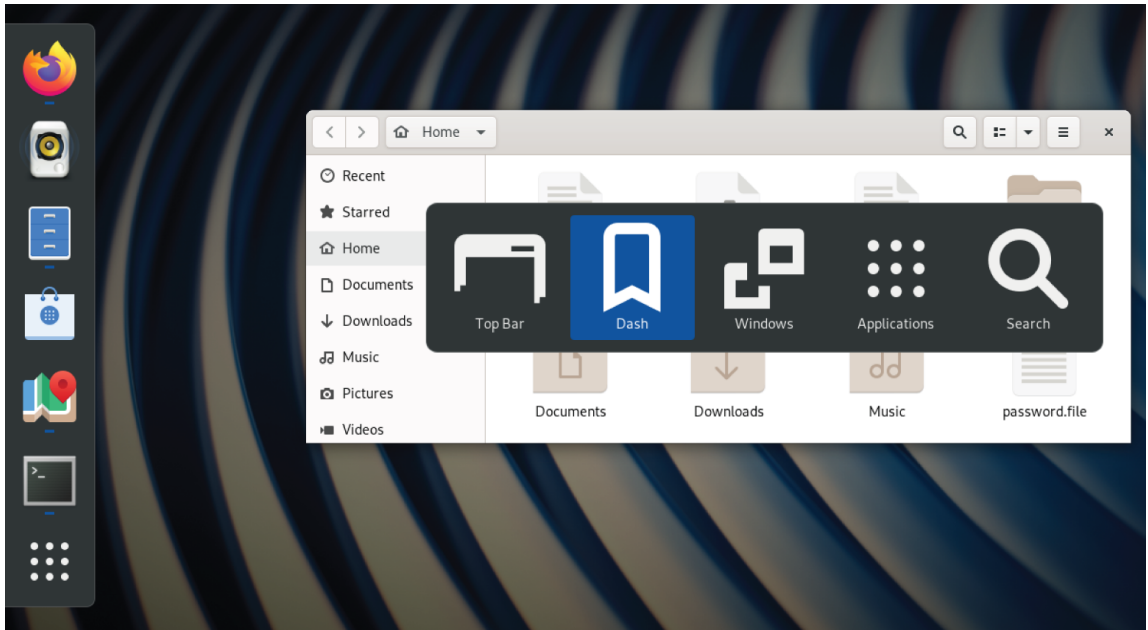 Home
Recent
Starred
Home
Documents
Downloads
Music
Pictures
Videos
Top Bar
Dash
Windows
Applications
Search
Documents
Downloads
Music
password.file
>_